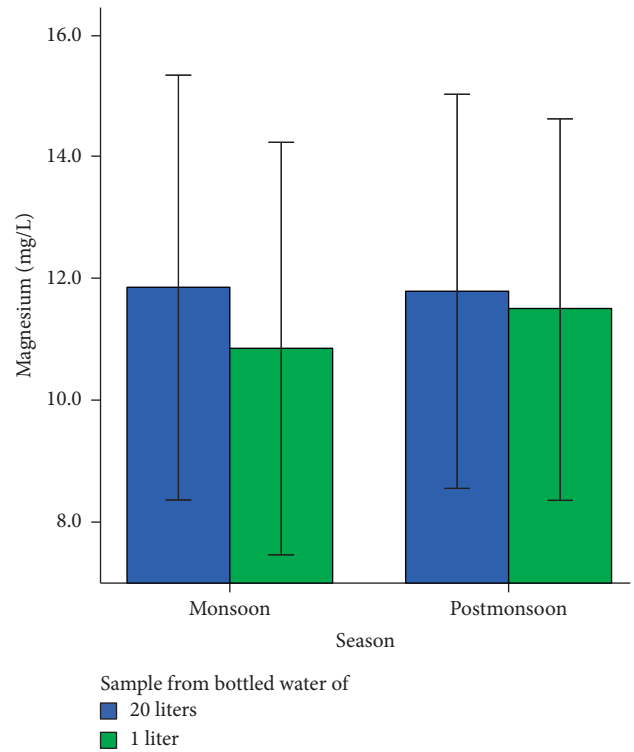 16.0
14.0
12.0
10.0
8.0
Magnesium (mg/L)
Monsoon
Postmonsoon
Season
Sample from bottled water of
20 liters
1 liter